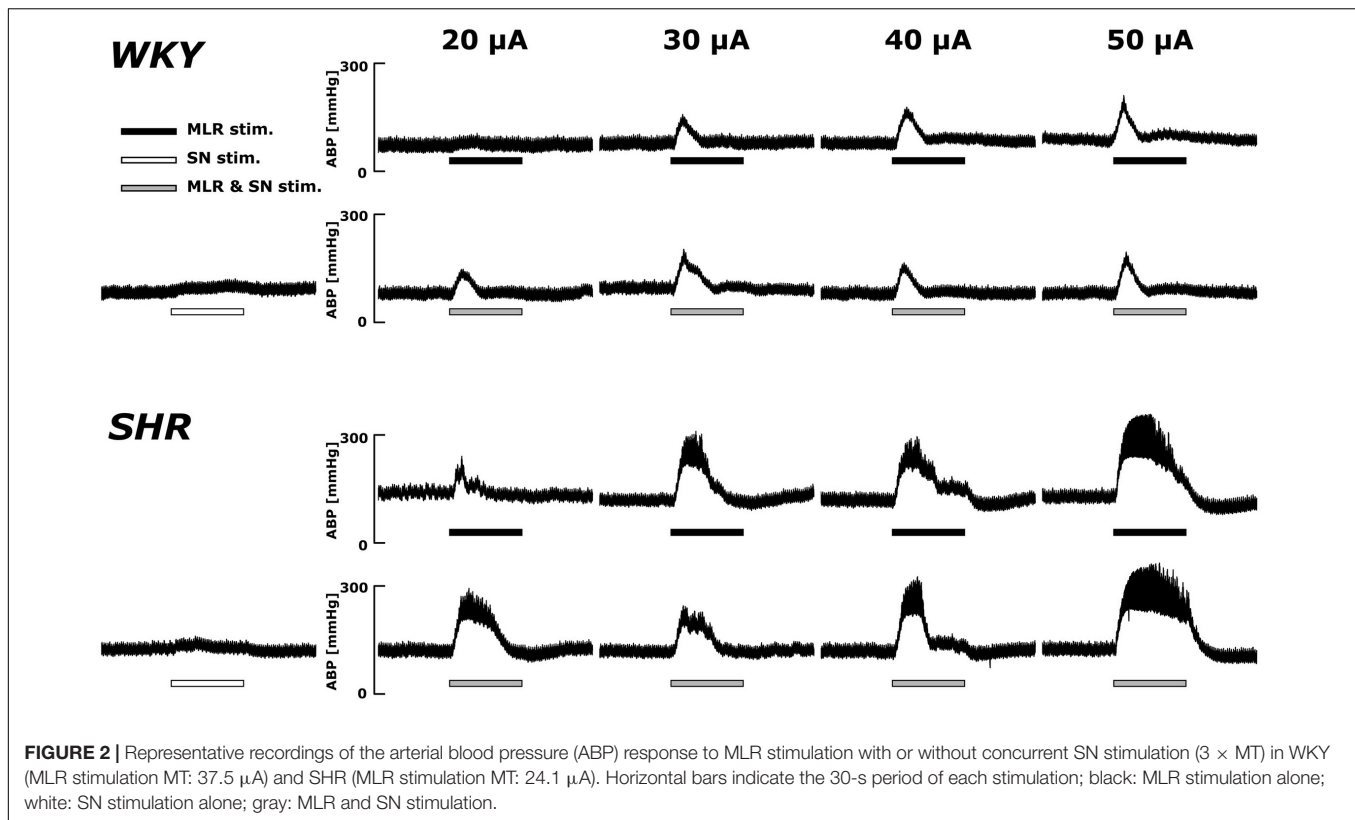 WKY
20 µA 30 µA 40 µA 50 µA
MLR stim.
SN stim.
MLR & SN stim.
300
ABP [mmHg]
0
300
ABP [mmHg]
0
SHR
300
ABP [mmHg]
0
300
ABP [mmHg]
0
FIGURE 2 | Representative recordings of the arterial blood pressure (ABP) response to MLR stimulation with or without concurrent SN stimulation (3 × MT) in WKY
(MLR stimulation MT: 37.5 µA) and SHR (MLR stimulation MT: 24.1 µA). Horizontal bars indicate the 30-s period of each stimulation; black: MLR stimulation alone;
white: SN stimulation alone; gray: MLR and SN stimulation.